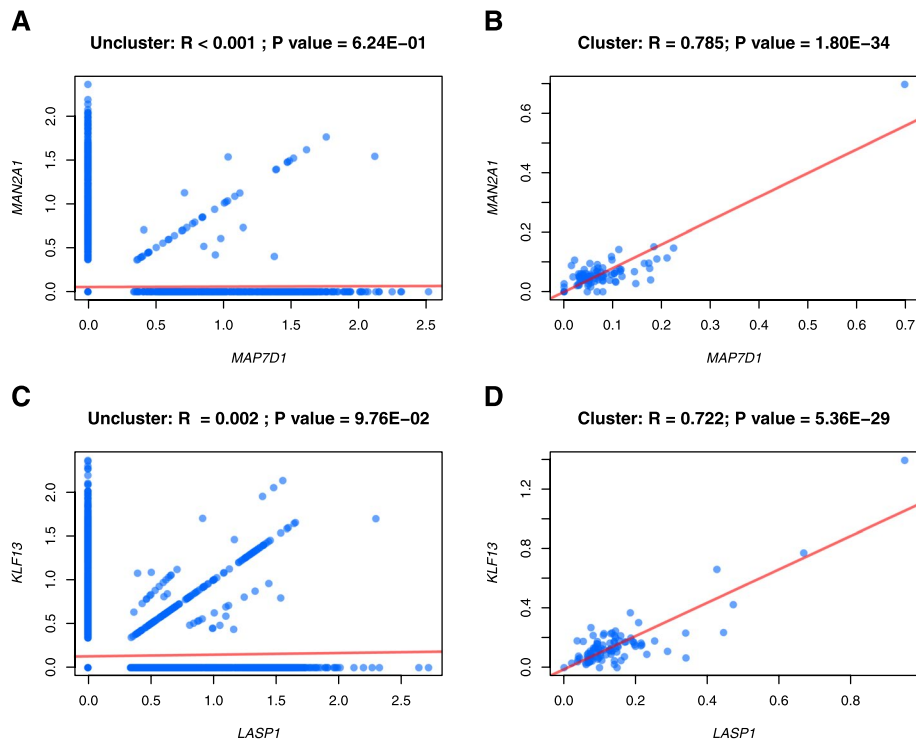 A
Uncluster: R < 0.001 ; P value = 6.24E−01
MAN2A1
2.0
1.5
1.0
0.5
0.0
0.0 0.5 1.0 1.5 2.0 2.5
MAP7D1
B
Cluster: R = 0.785; P value = 1.80E−34
MAN2A1
0.6
0.4
0.2
0.0
0.0 0.1 0.2 0.3 0.4 0.5 0.6 0.7
MAP7D1
C
Uncluster: R = 0.002 ; P value = 9.76E−02
KLF13
2.0
1.5
1.0
0.5
0.0
0.0 0.5 1.0 1.5 2.0 2.5
LASP1
D
Cluster: R = 0.722; P value = 5.36E−29
KLF13
1.2
0.8
0.4
0.0
0.0 0.2 0.4 0.6 0.8
LASP1